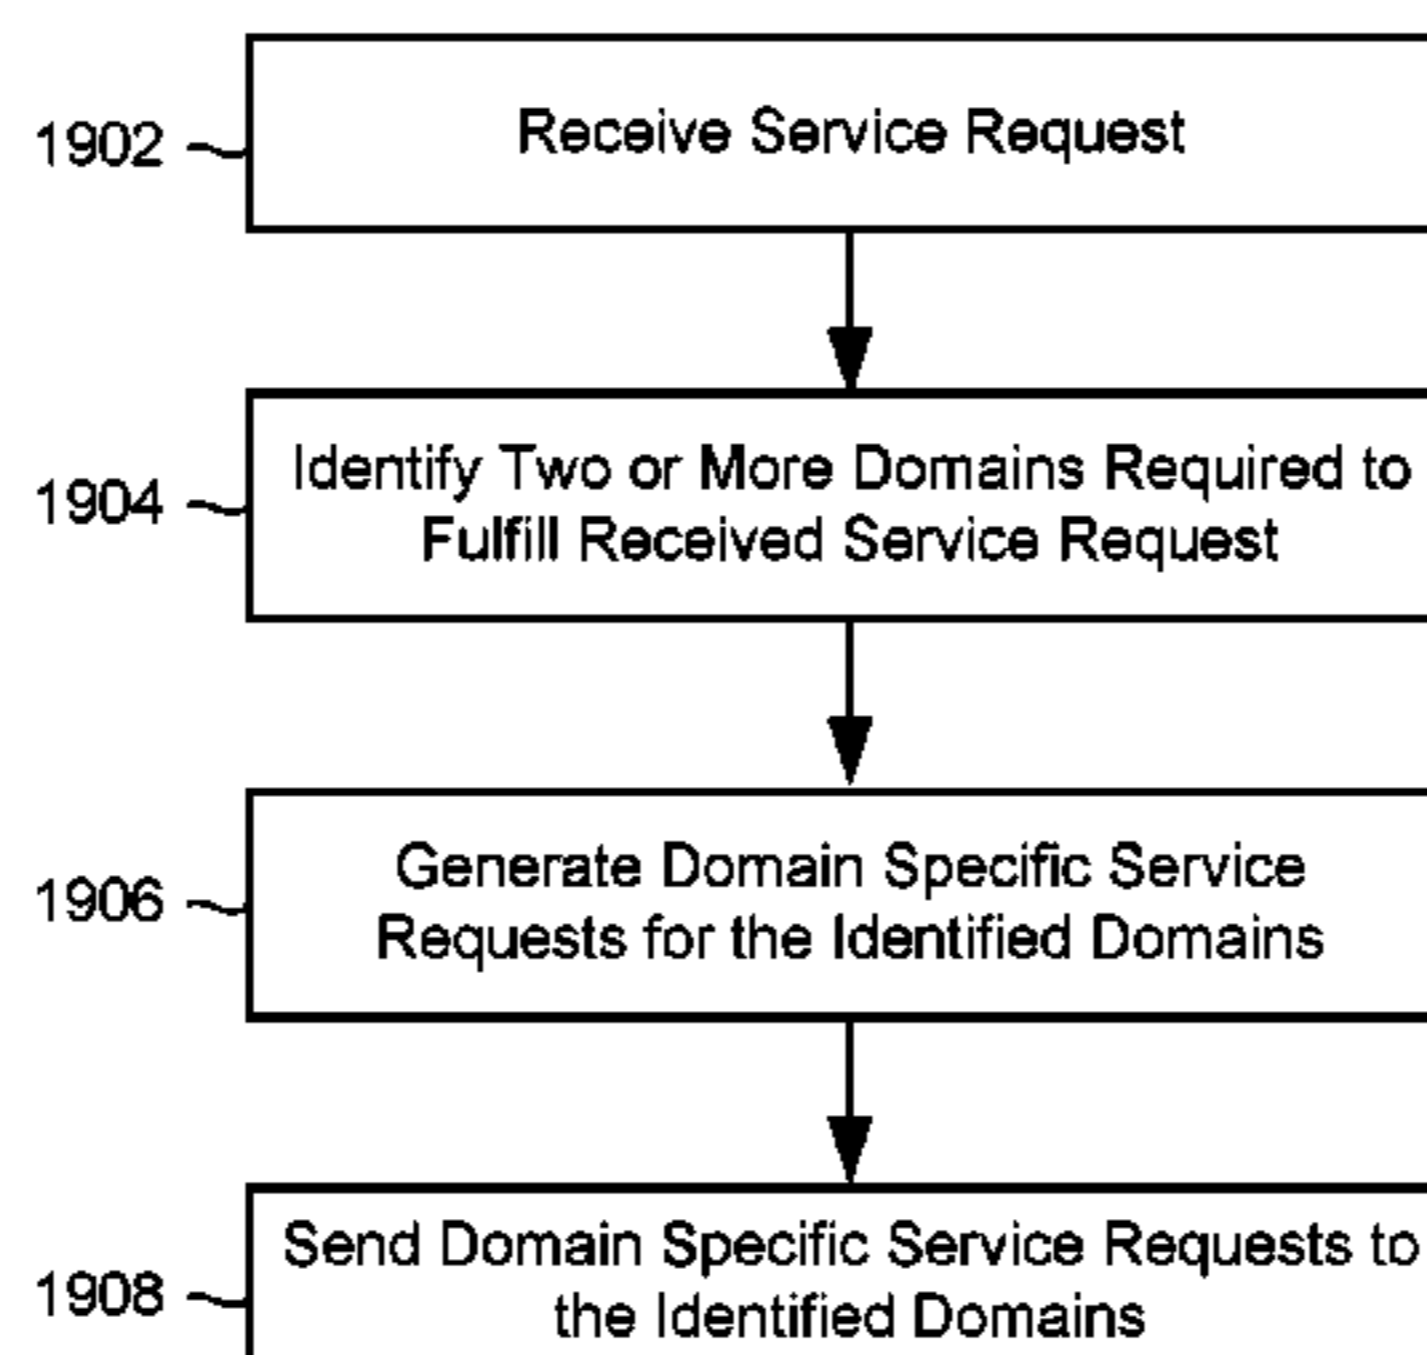 1902
Receive Service Request
1904
Identify Two or More Domains Required to
Fulfill Received Service Request
1906
Generate Domain Specific Service
Requests for the Identified Domains
1908
Send Domain Specific Service Requests to
the Identified Domains